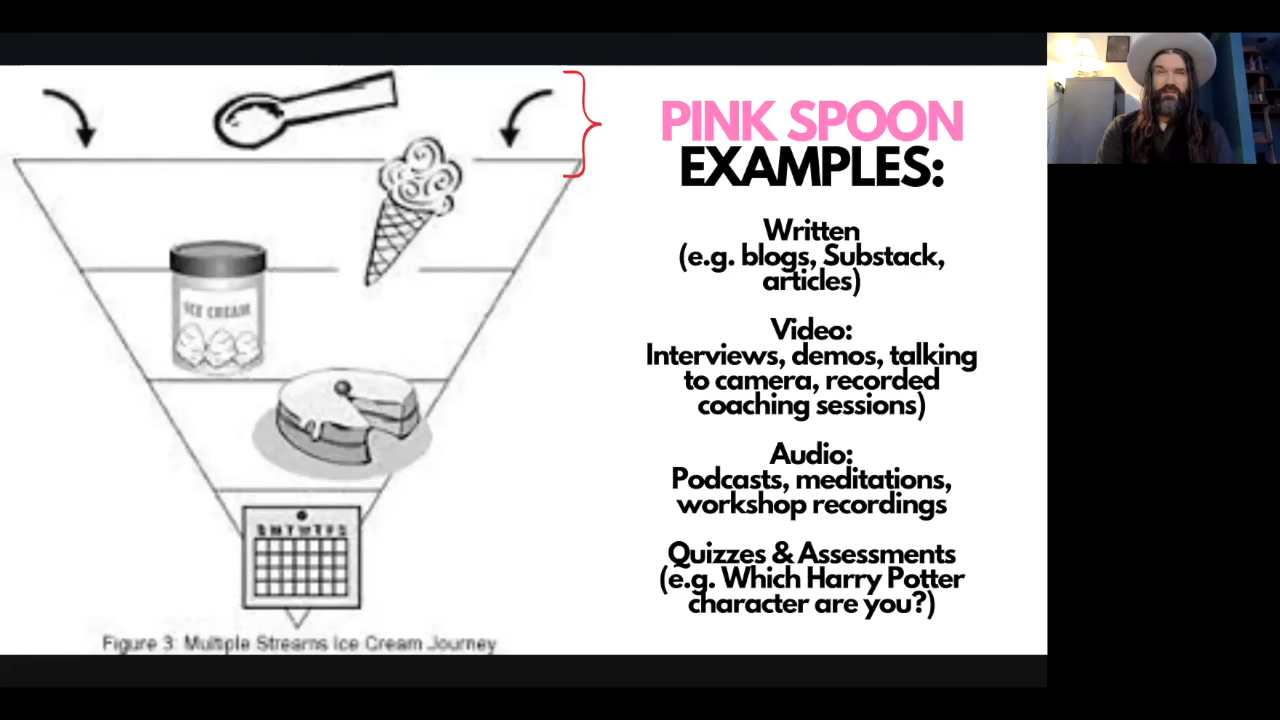 PINK SPOON
EXAMPLES:
Written
(e.g. blogs, Substack,
articles)
Video:
Interviews, demos, talking
to camera, recorded
coaching sessions)
Audio:
Podcasts, meditations,
workshop recordings
Quizzes & Assessments
(e.g. Which Harry Potter
character are you?)
ICE CREAM
S M T W T F S
Figure 3: Multiple Streams Ice Cream Journey